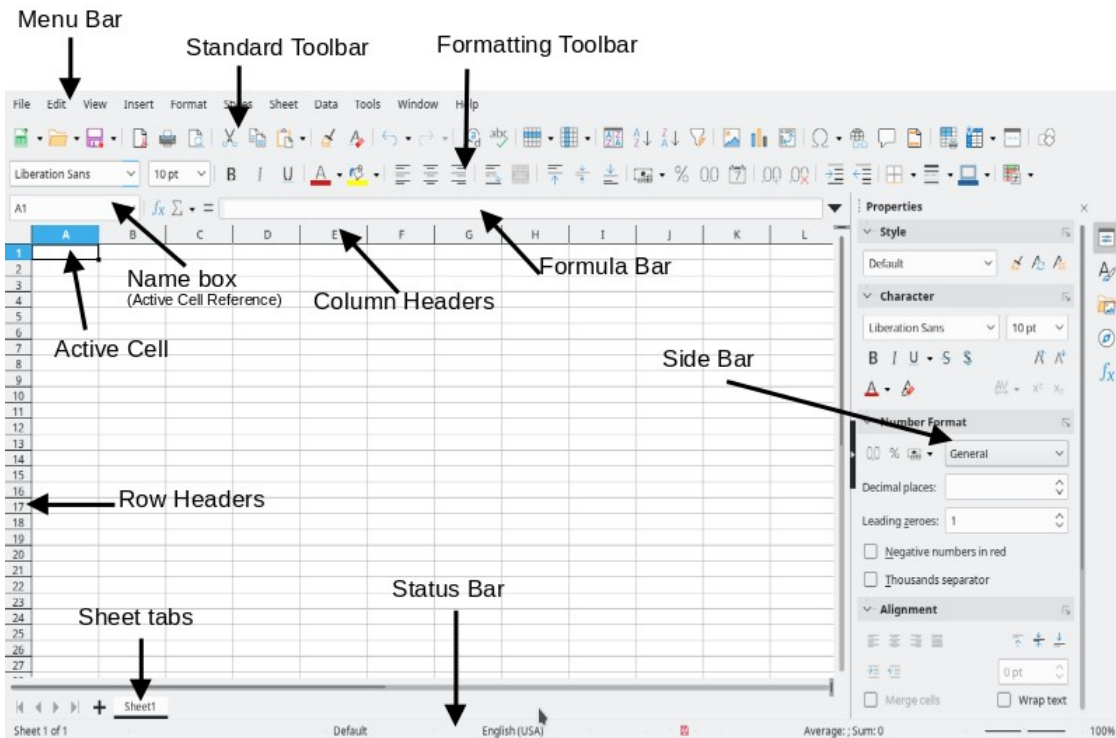 Menu Bar
Standard Toolbar
Formatting Toolbar
File Edit View Insert Format Styles Sheet Data Tools Window Help
Liberation Sans 10 pt B I U A
A1 fx Σ =
Properties
A B C D E F G H I J K L
Style
Default
Name box
(Active Cell Reference)
Column Headers
Formula Bar
Character
Liberation Sans 10 pt
B I U S S
Active Cell
Side Bar
Number Format
General
Decimal places:
Leading zeroes: 1
Row Headers
Negative numbers in red
Thousands separator
Status Bar
Sheet tabs
Alignment
0 pt
Merge cells Wrap text
1
2
3
4
5
6
7
8
9
10
11
12
13
14
15
16
17
18
19
20
21
22
23
24
25
26
27
Sheet1
Sheet 1 of 1 Default English (USA) Average: ; Sum: 0 100%